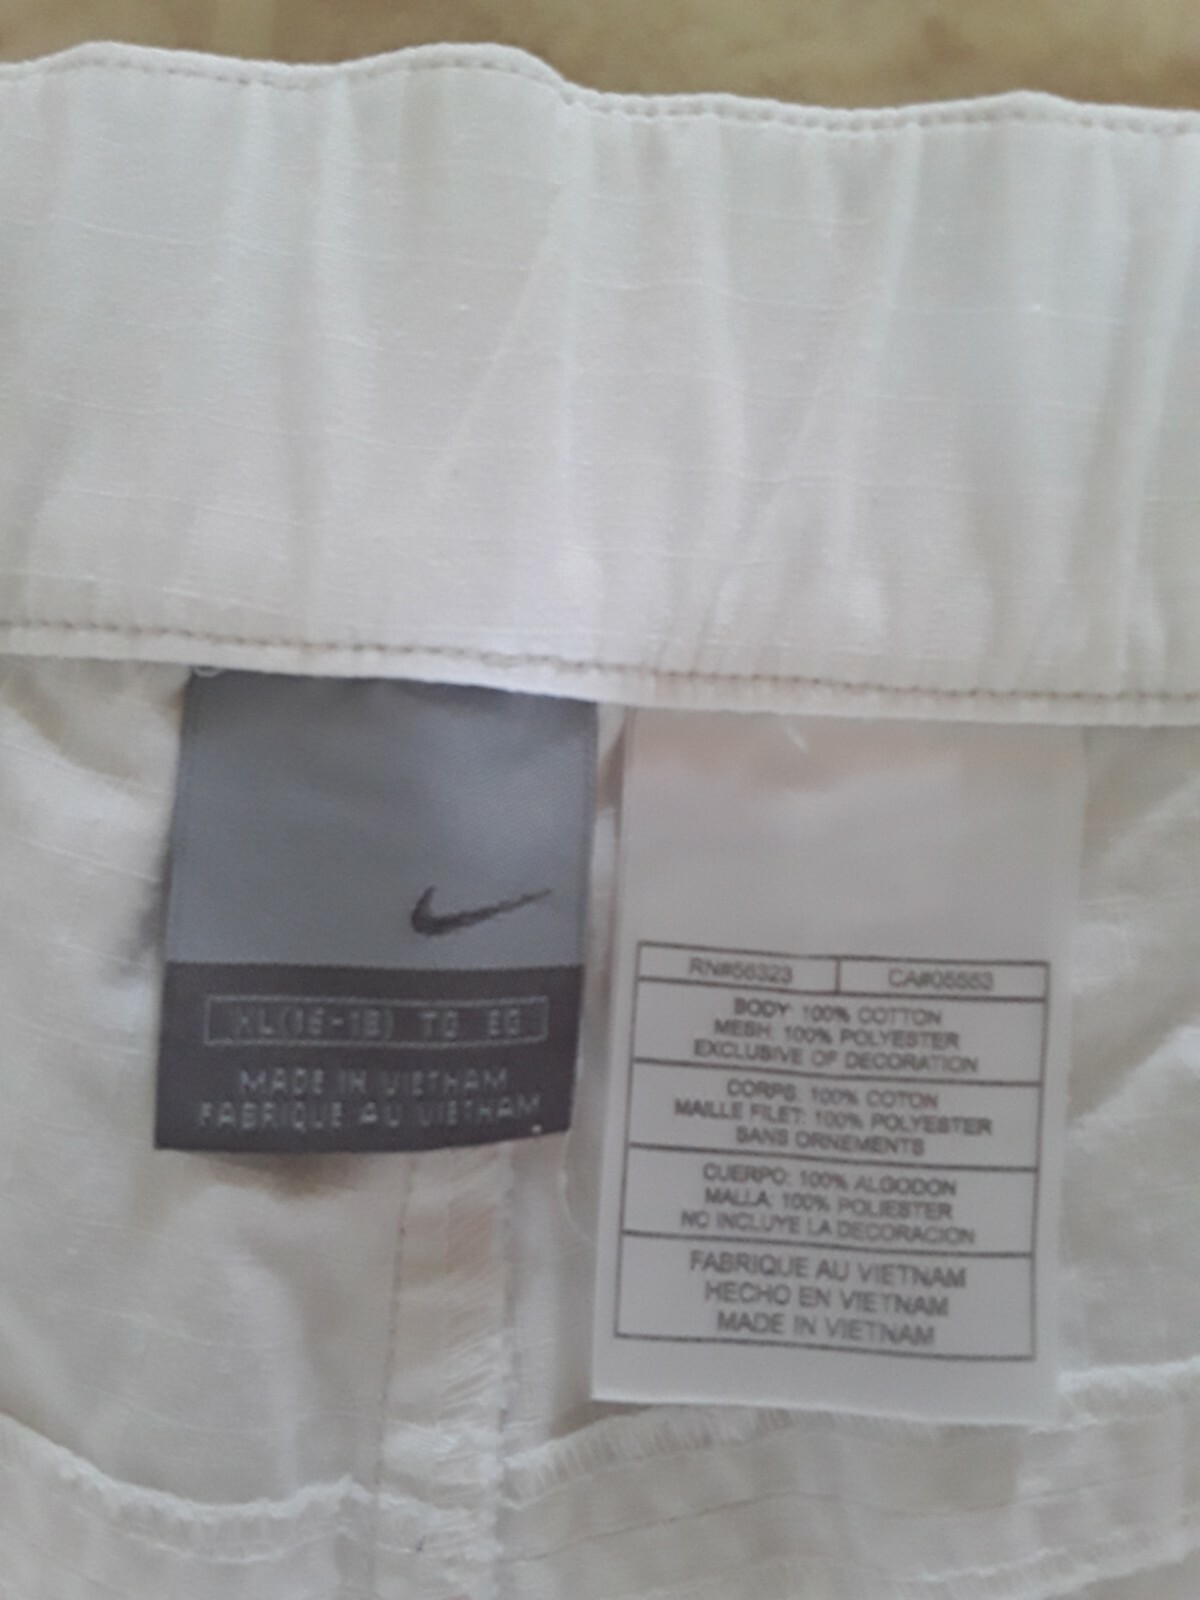 XL(16-18) TG EG
MADE IN VIETNAM
FABRIQUE AU VIETNAM
RN#56323 CA#05553
BODY: 100% COTTON
MESH: 100% POLYESTER
EXCLUSIVE OF DECORATION
CORPS: 100% COTON
MAILLE FILET: 100% POLYESTER
SANS ORNEMENTS
CUERPO: 100% ALGODON
MALLA: 100% POLIESTER
NO INCLUYE LA DECORACION
FABRIQUE AU VIETNAM
HECHO EN VIETNAM
MADE IN VIETNAM